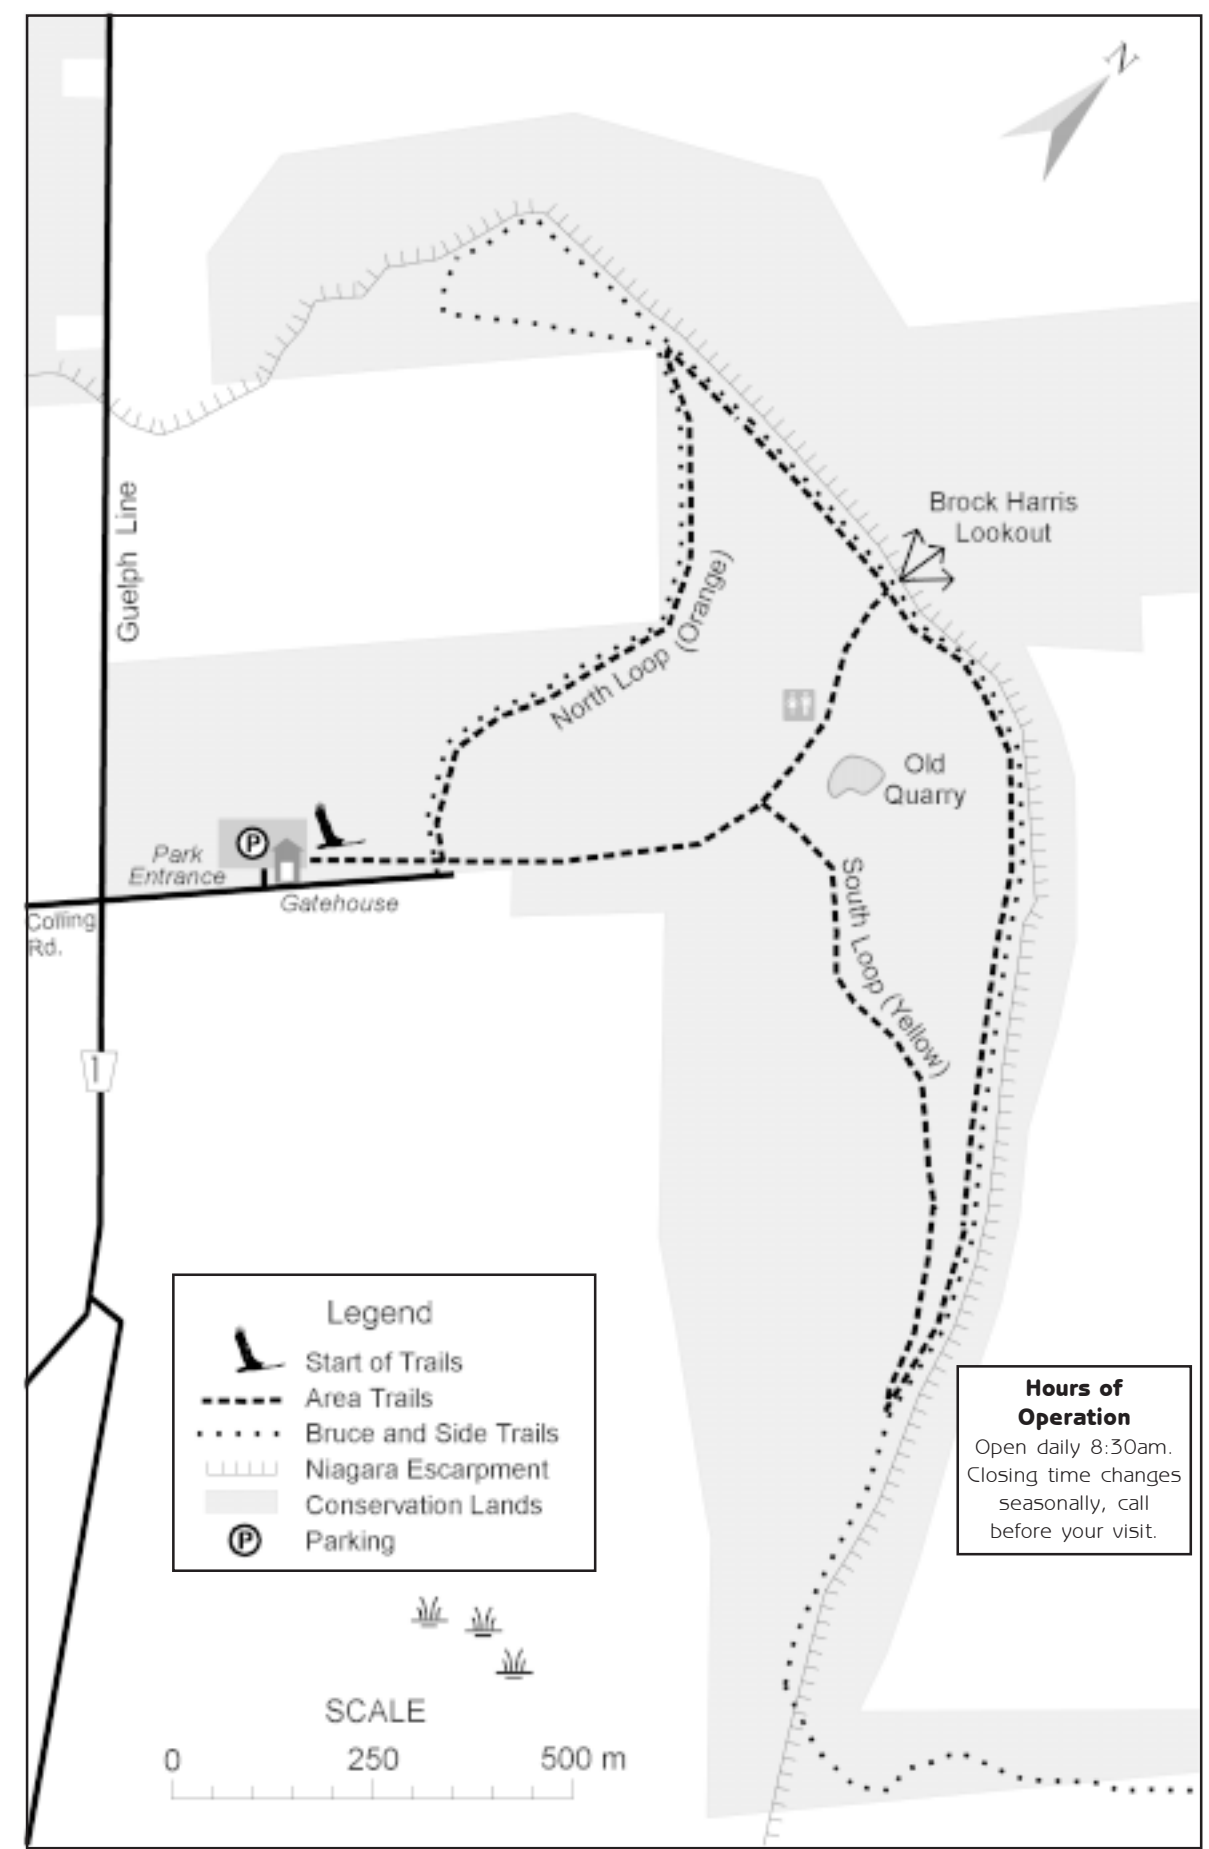 N
Guelph Line
Brock Harris
Lookout
North Loop (Orange)
Old
Quarry
P
Park
Entrance
Gatehouse
Colling
Rd.
South Loop (Yellow)
1
Legend
Start of Trails
Area Trails
Bruce and Side Trails
Niagara Escarpment
Conservation Lands
P Parking
Hours of
Operation
Open daily 8:30am.
Closing time changes
seasonally, call
before your visit.
SCALE
0 250 500 m